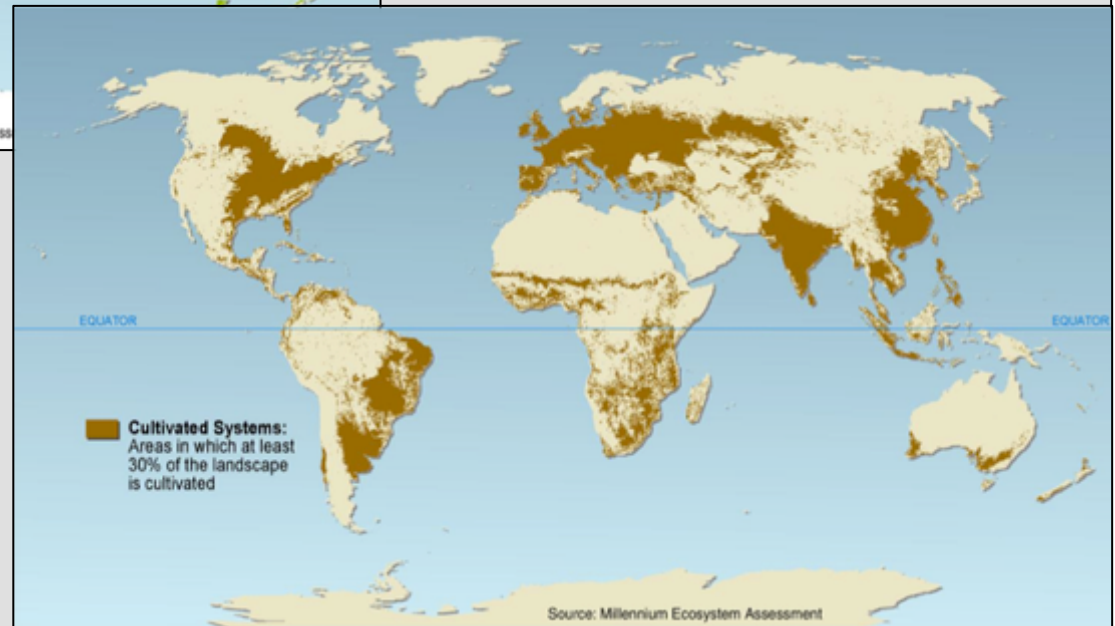 ss
EQUATOR
EQUATOR
Cultivated Systems:
Areas in which at least
30% of the landscape
is cultivated
Source: Millennium Ecosystem Assessment